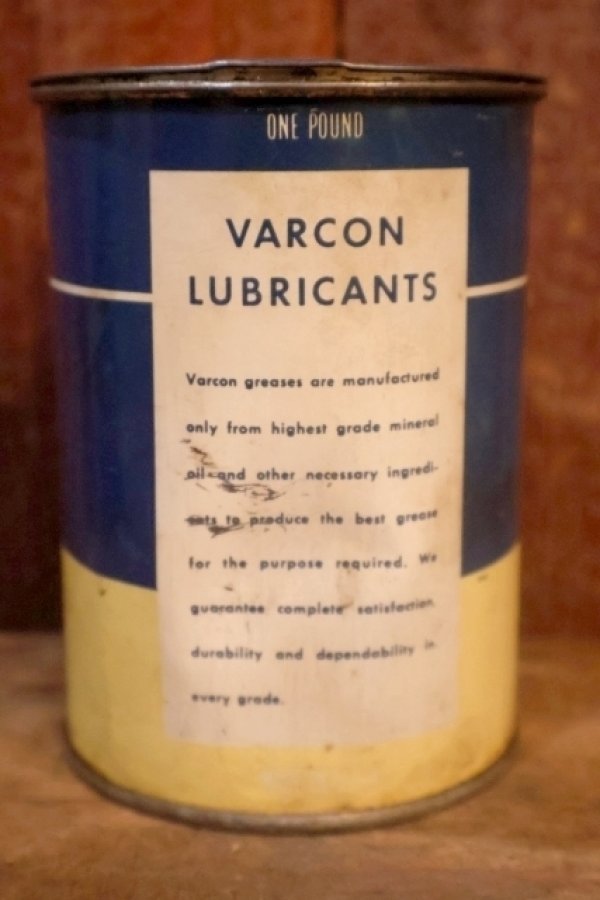 ONE POUND
VARCON
LUBRICANTS
Varcon greases are manufactured
only from highest grade mineral
oil and other necessary ingredi-
ents to produce the best grease
for the purpose required. We
guarantee complete satisfaction,
durability and dependability in
every grade.